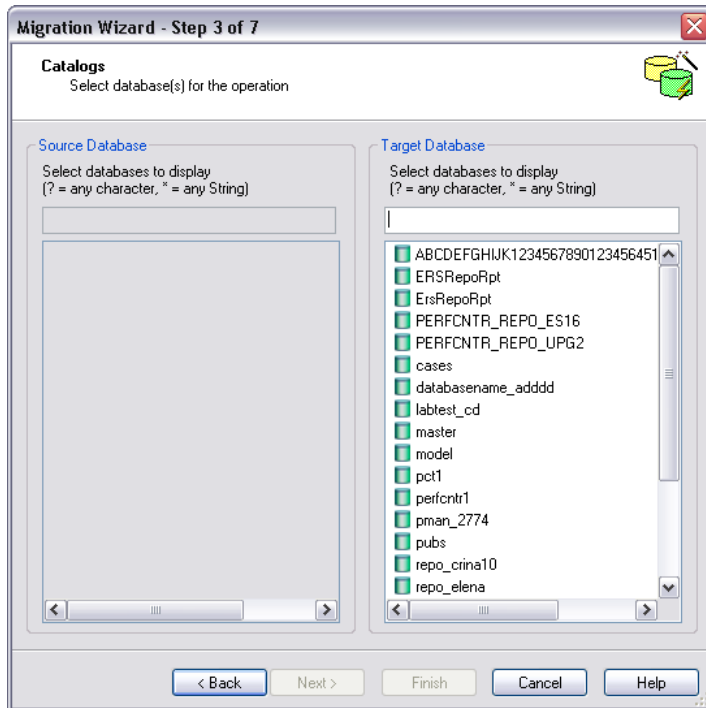 Migration Wizard - Step 3 of 7
Catalogs
Select database(s) for the operation
Source Database
Select databases to display
(? = any character, * = any String)
Target Database
Select databases to display
(? = any character, * = any String)
ABCDEFGHIJK1234567890123456451
ERSRepoRpt
ErsRepoRpt
PERFCNTR_REPO_ES16
PERFCNTR_REPO_UPG2
cases
databasename_adddd
labtest_cd
master
model
pct1
perfcntr1
pman_2774
pubs
repo_crina10
repo_elena
< Back
Next >
Finish
Cancel
Help